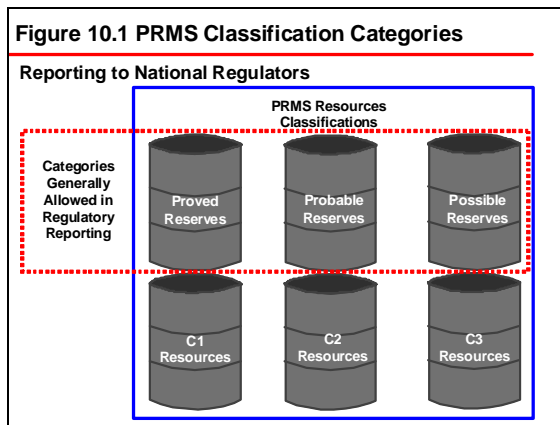 Figure 10.1 PRMS Classification Categories
Reporting to National Regulators
PRMS Resources
Classifications
Categories
Generally
Allowed in
Regulatory
Reporting
Proved
Reserves
Probable
Reserves
Possible
Reserves
C1
Resources
C2
Resources
C3
Resources